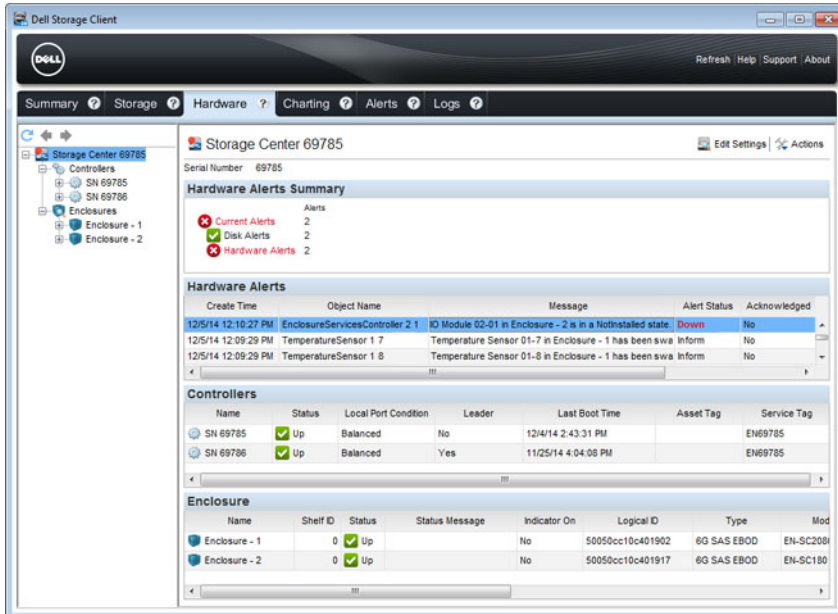 Dell Storage Client
DELL
Refresh Help Support About
Summary ? Storage ? Hardware ? Charting ? Alerts ? Logs ?
Storage Center 69785
Controllers
SN 69785
SN 69786
Enclosures
Enclosure - 1
Enclosure - 2
Storage Center 69785
Edit Settings Actions
Serial Number 69785
Hardware Alerts Summary
Alerts
Current Alerts 2
Disk Alerts 2
Hardware Alerts 2
Hardware Alerts
Create Time Object Name Message Alert Status Acknowledged
12/5/14 12:10:27 PM EnclosureServicesController 2 1 IO Module 02-01 in Enclosure - 2 is in a NotInstalled state. Down No
12/5/14 12:09:29 PM TemperatureSensor 1 7 Temperature Sensor 01-7 in Enclosure - 1 has been swa Inform No
12/5/14 12:09:29 PM TemperatureSensor 1 8 Temperature Sensor 01-8 in Enclosure - 1 has been swa Inform No
Controllers
Name Status Local Port Condition Leader Last Boot Time Asset Tag Service Tag
SN 69785 Up Balanced No 12/4/14 2:43:31 PM EN69785
SN 69786 Up Balanced Yes 11/25/14 4:04:08 PM EN69785
Enclosure
Name Shelf ID Status Status Message Indicator On Logical ID Type Mod
Enclosure - 1 0 Up No 50050cc10c401902 6G SAS EBOD EN-SC208
Enclosure - 2 0 Up No 50050cc10c401917 6G SAS EBOD EN-SC180